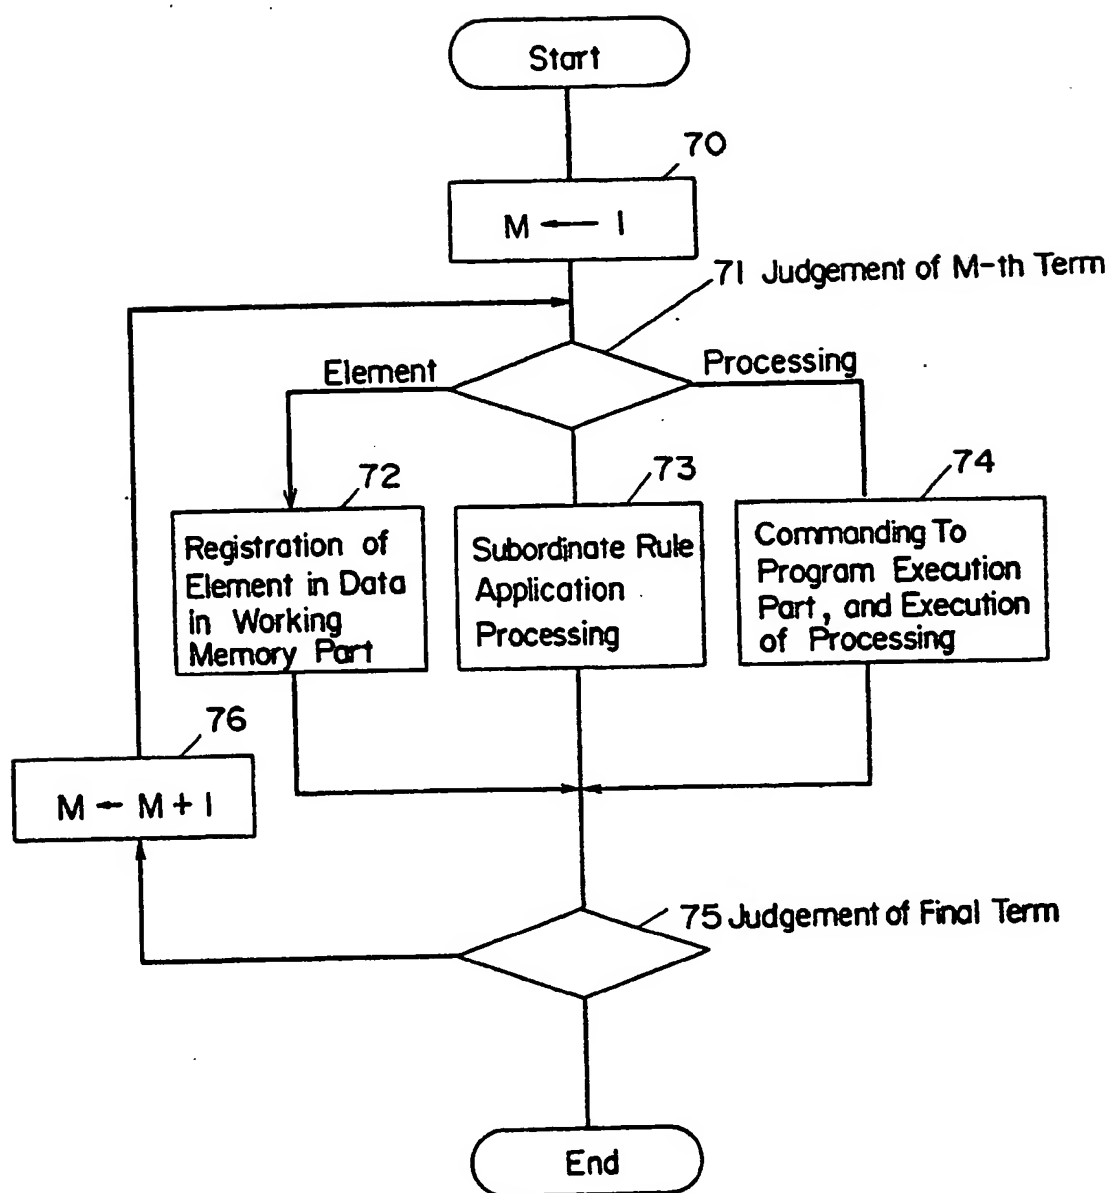 Start
70
M ← 1
71 Judgement of M-th Term
Element
Processing
72
73
74
Registration of
Element in Data
in Working
Memory Part
Subordinate Rule
Application
Processing
Commanding To
Program Execution
Part, and Execution
of Processing
76
M ← M + 1
75 Judgement of Final Term
End